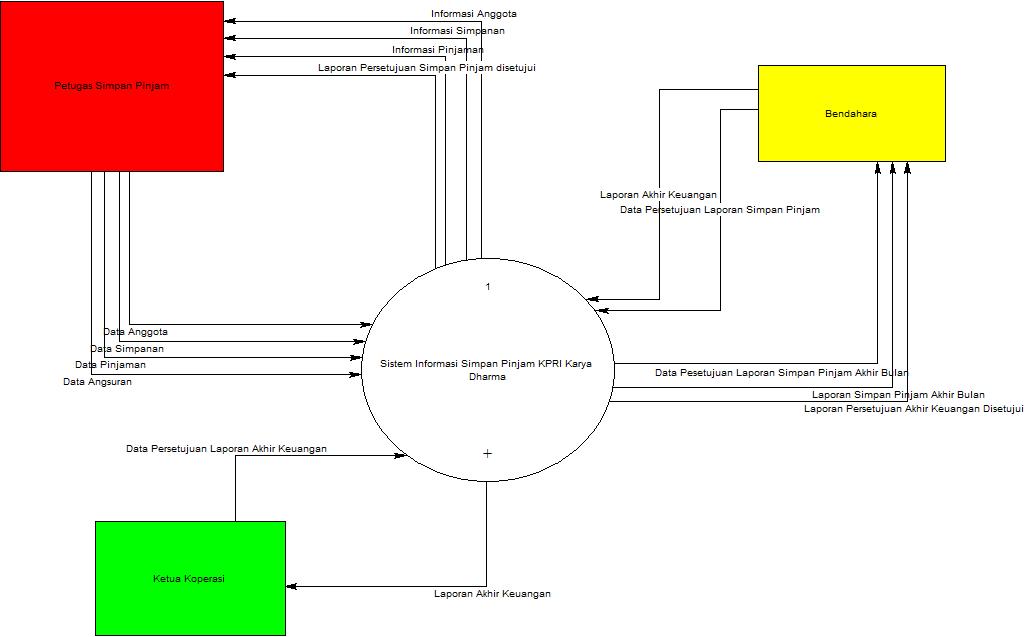 Informasi Anggota
Informasi Simpanan
Informasi Pinjaman
Laporan Persetujuan Simpan Pinjam disetujui
Petugas Simpan PInjam
Bendahara
Laporan Akhir Keuangan
Data Persetujuan Laporan Simpan Pinjam
1
Data Anggota
Data Simpanan
Data Pinjaman
Data Angsuran
Sistem Informasi Simpan Pinjam KPRI Karya
Dharma
Data Pesetujuan Laporan Simpan Pinjam Akhir Bulan
Laporan Simpan Pinjam Akhir Bulan
Laporan Persetujuan Akhir Keuangan Disetujui
Data Persetujuan Laporan Akhir Keuangan
+
Ketua Koperasi
Laporan Akhir Keuangan